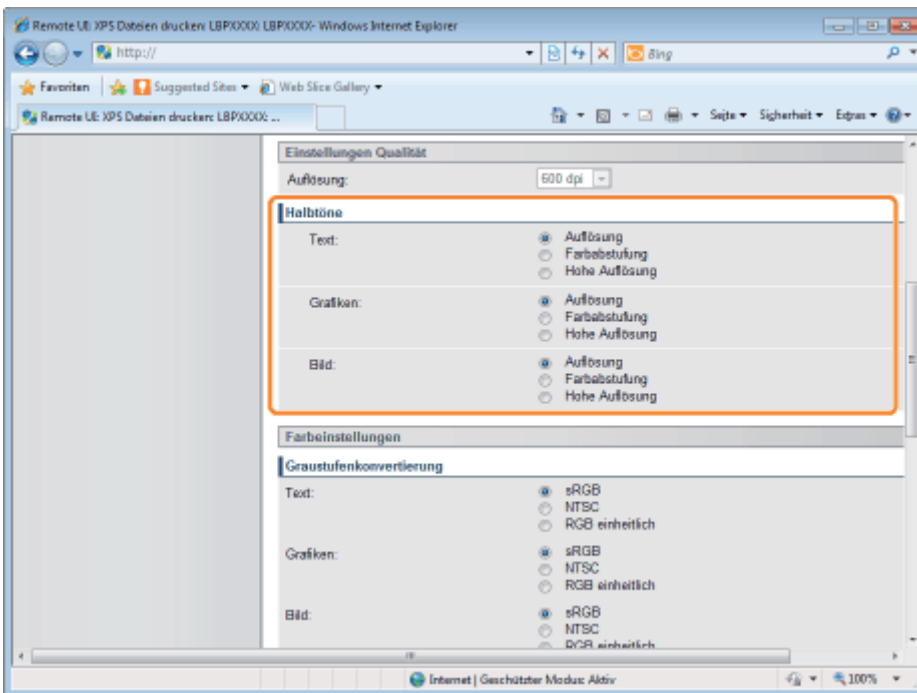 Remote UI: XPS Dateien drucken: LBPXXXX: LBPXXXX- Windows Internet Explorer
http://
Bing
Favoriten Suggested Sites Web Slice Gallery
Remote UI: XPS Dateien drucken: LBPXXXX: ...
Seite Sicherheit Extras
Einstellungen Qualität
Auflösung: 600 dpi
Halbtöne
Text: Auflösung
Farbabstufung
Hohe Auflösung
Grafiken: Auflösung
Farbabstufung
Hohe Auflösung
Bild: Auflösung
Farbabstufung
Hohe Auflösung
Farbeinstellungen
Graustufenkonvertierung
Text: sRGB
NTSC
RGB einheitlich
Grafiken: sRGB
NTSC
RGB einheitlich
Bild: sRGB
NTSC
RGB einheitlich
Internet | Geschützter Modus: Aktiv 100%